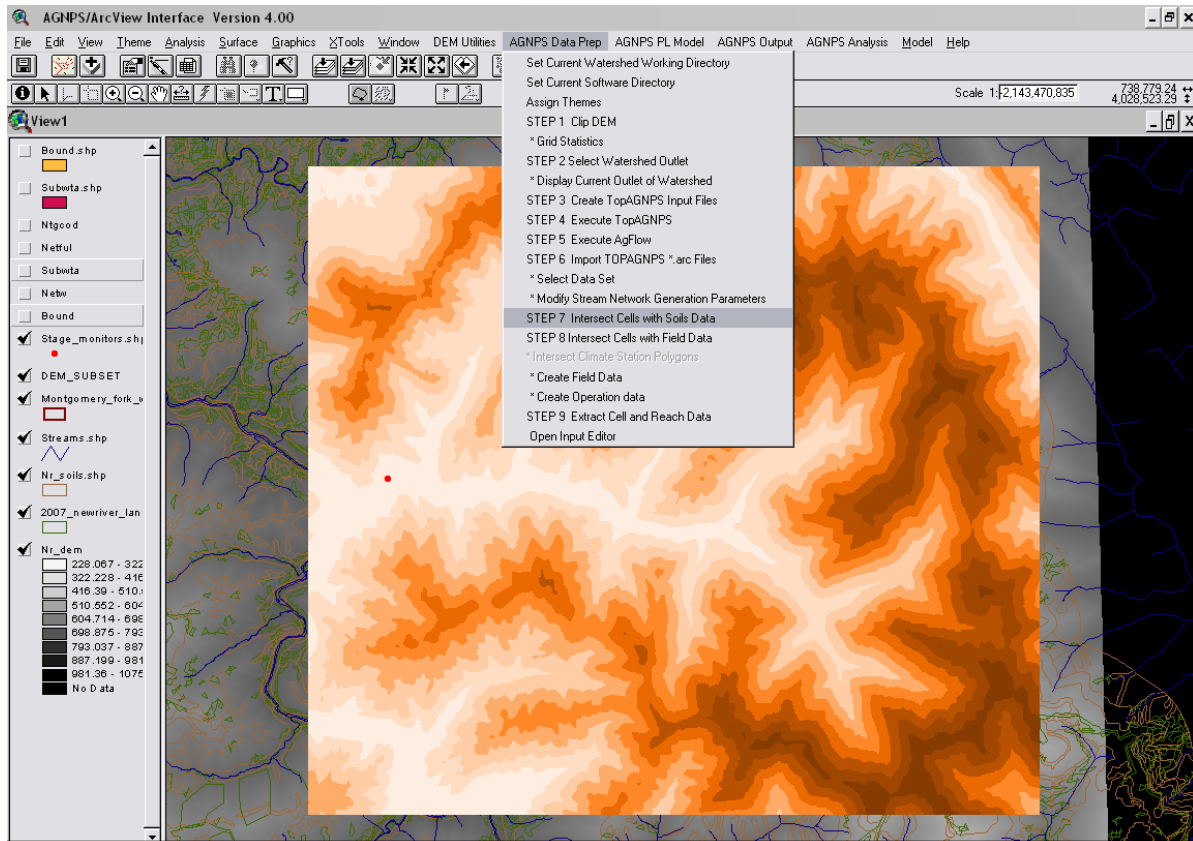 AGNPS/ArcView Interface Version 4.00
File Edit View Theme Analysis Surface Graphics XTools Window DEM Utilities AGNPS Data Prep AGNPS PL Model AGNPS Output AGNPS Analysis Model Help
Scale 1: -2,143,470,835
738,779.24
4,028,523.29
View1
Set Current Watershed Working Directory
Set Current Software Directory
Assign Themes
STEP 1 Clip DEM
* Grid Statistics
STEP 2 Select Watershed Outlet
* Display Current Outlet of Watershed
STEP 3 Create TopAGNPS Input Files
STEP 4 Execute TopAGNPS
STEP 5 Execute AgFlow
STEP 6 Import TOPAGNPS *.arc Files
* Select Data Set
* Modify Stream Network Generation Parameters
STEP 7 Intersect Cells with Soils Data
STEP 8 Intersect Cells with Field Data
* Intersect Climate Station Polygons
* Create Field Data
* Create Operation data
STEP 9 Extract Cell and Reach Data
Open Input Editor
Bound.shp
Subwta.shp
Ntgcod
Netful
Subwta
Netw
Bound
Stage_monitors.sh
DEM_SUBSET
Montgomery_fork_
Streams.shp
Nr_soils.shp
2007_newriver_lan
Nr_dem
228.067 - 322
322.228 - 416
416.39 - 510.
510.552 - 604
604.714 - 698
698.875 - 793
793.037 - 887
887.199 - 981
981.36 - 1075
No Data